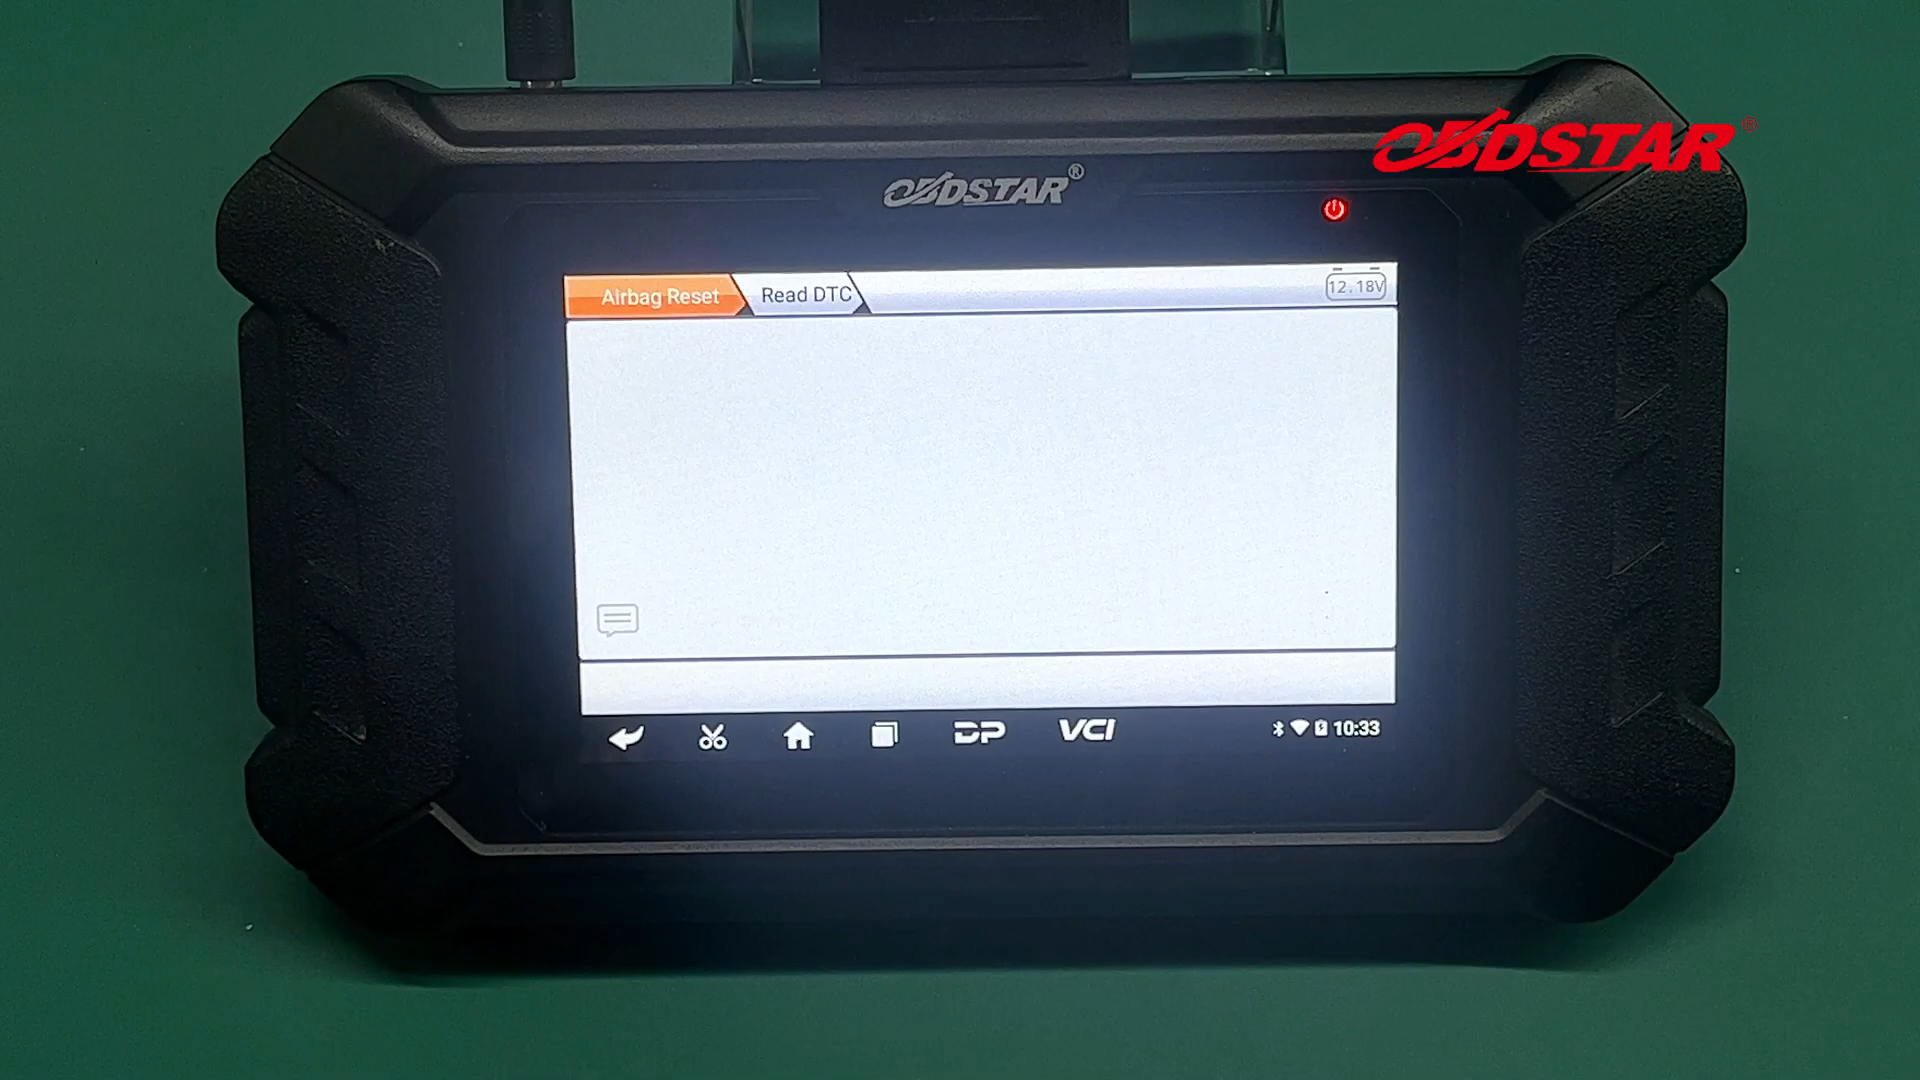 OBDSTAR®
OBDSTAR®
Airbag Reset
Read DTC
12.18V
DP
VCI
10:33